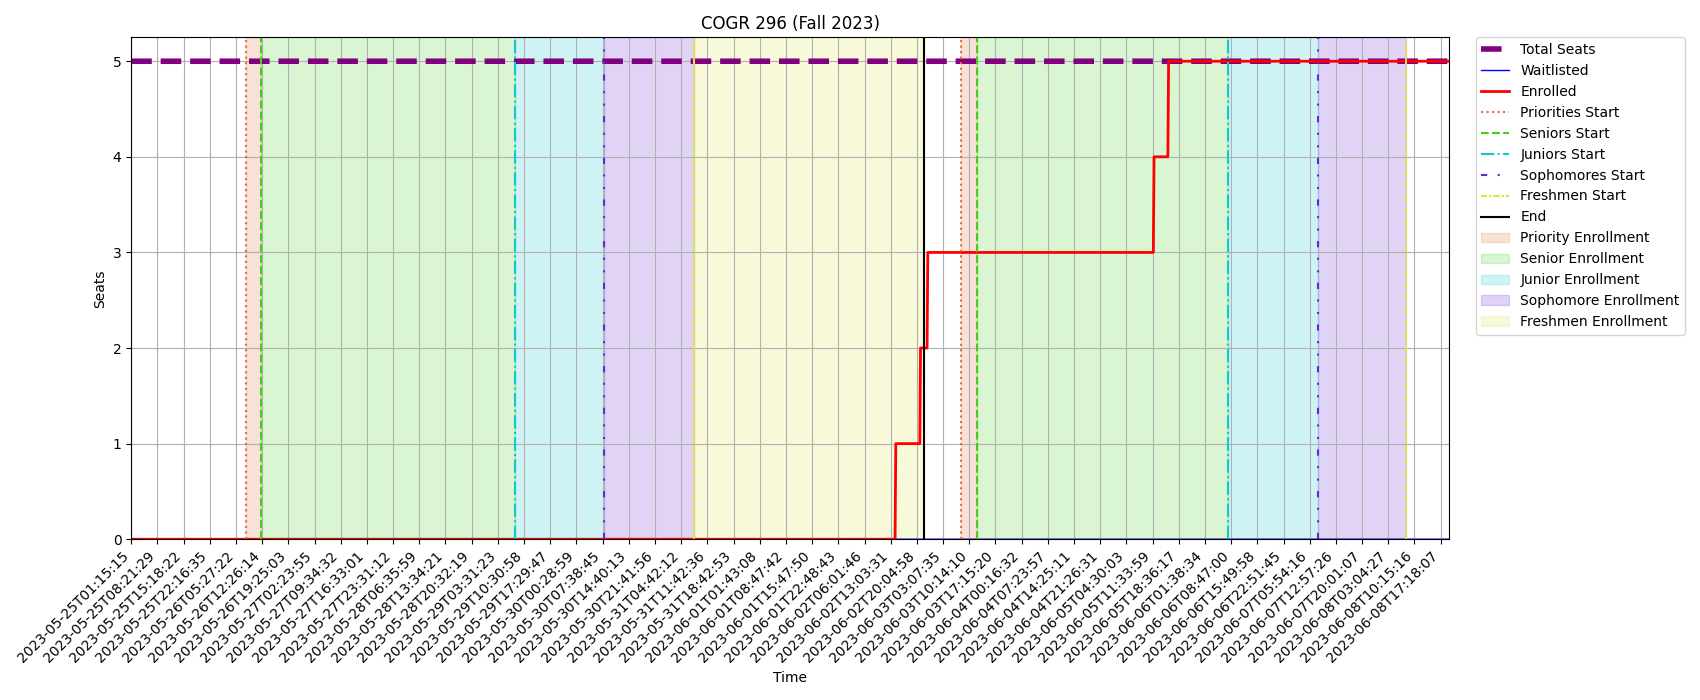 COGR 296 (Fall 2023)
Seats
5
4
3
2
1
0
2023-05-25T01:15:15
2023-05-25T08:21:29
2023-05-25T15:18:22
2023-05-25T22:16:35
2023-05-26T05:27:22
2023-05-26T12:26:14
2023-05-26T19:25:03
2023-05-27T02:23:55
2023-05-27T09:34:32
2023-05-27T16:33:01
2023-05-27T23:31:12
2023-05-28T06:35:59
2023-05-28T13:34:21
2023-05-28T20:32:19
2023-05-29T03:31:23
2023-05-29T10:30:58
2023-05-29T17:29:47
2023-05-30T00:28:59
2023-05-30T07:38:45
2023-05-30T14:40:13
2023-05-30T21:41:56
2023-05-31T04:42:12
2023-05-31T11:42:36
2023-05-31T18:42:53
2023-06-01T01:43:08
2023-06-01T08:47:42
2023-06-01T15:47:50
2023-06-01T22:48:43
2023-06-02T06:01:46
2023-06-02T13:03:31
2023-06-02T20:04:58
2023-06-03T03:07:35
2023-06-03T10:14:10
2023-06-03T17:15:20
2023-06-04T00:16:32
2023-06-04T07:23:57
2023-06-04T14:25:11
2023-06-04T21:26:31
2023-06-05T04:30:03
2023-06-05T11:33:59
2023-06-05T18:36:17
2023-06-06T01:38:34
2023-06-06T08:47:00
2023-06-06T15:49:58
2023-06-06T22:51:45
2023-06-07T05:54:16
2023-06-07T12:57:26
2023-06-07T20:01:07
2023-06-08T03:04:27
2023-06-08T10:15:16
2023-06-08T17:18:07
Time
Total Seats
Waitlisted
Enrolled
Priorities Start
Seniors Start
Juniors Start
Sophomores Start
Freshmen Start
End
Priority Enrollment
Senior Enrollment
Junior Enrollment
Sophomore Enrollment
Freshmen Enrollment